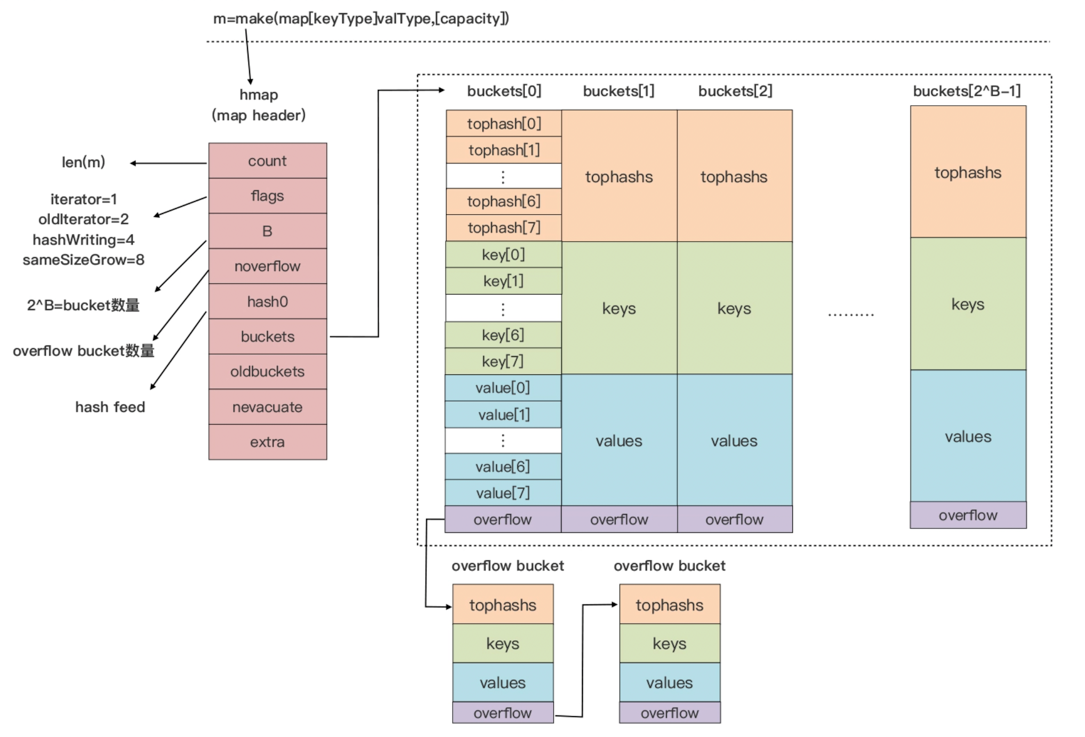 m=make(map[keyType]valType,[capacity])
hmap
(map header)
count
flags
B
noverflow
hash0
buckets
oldbuckets
nevacuate
extra
len(m)
iterator=1
oldIterator=2
hashWriting=4
sameSizeGrow=8
2^B=bucket数量
overflow bucket数量
hash feed
buckets[0]
buckets[1]
buckets[2]
buckets[2^B-1]
tophash[0]
tophash[1]
⋮
tophash[6]
tophash[7]
key[0]
key[1]
⋮
key[6]
key[7]
value[0]
value[1]
⋮
value[6]
value[7]
overflow
tophashs
keys
values
overflow
tophashs
keys
values
overflow
………
tophashs
keys
values
overflow
overflow bucket
tophashs
keys
values
overflow
overflow bucket
tophashs
keys
values
overflow